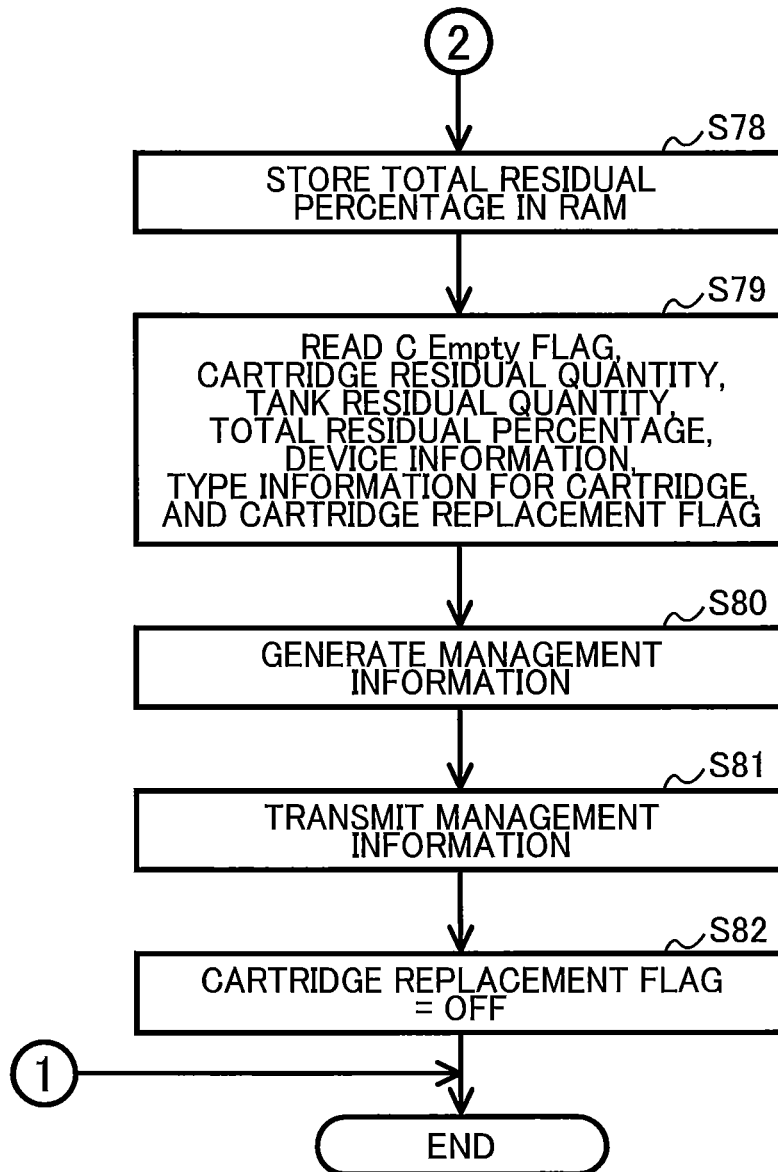 2
S78
STORE TOTAL RESIDUAL
PERCENTAGE IN RAM
S79
READ C Empty FLAG,
CARTRIDGE RESIDUAL QUANTITY,
TANK RESIDUAL QUANTITY,
TOTAL RESIDUAL PERCENTAGE,
DEVICE INFORMATION,
TYPE INFORMATION FOR CARTRIDGE,
AND CARTRIDGE REPLACEMENT FLAG
S80
GENERATE MANAGEMENT
INFORMATION
S81
TRANSMIT MANAGEMENT
INFORMATION
S82
CARTRIDGE REPLACEMENT FLAG
= OFF
1
END